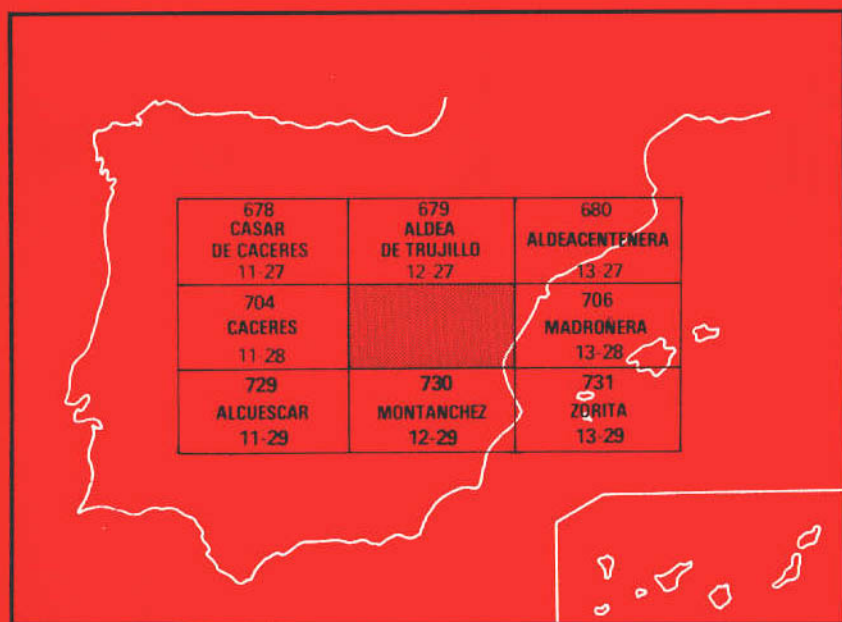 678
CASAR
DE CACERES
11-27
679
ALDEA
DE TRUJILLO
12-27
680
ALDEACENTENERA
13-27
704
CACERES
11-28
706
MADROÑERA
13-28
729
ALCUESCAR
11-29
730
MONTANCHEZ
12-29
731
ZORITA
13-29